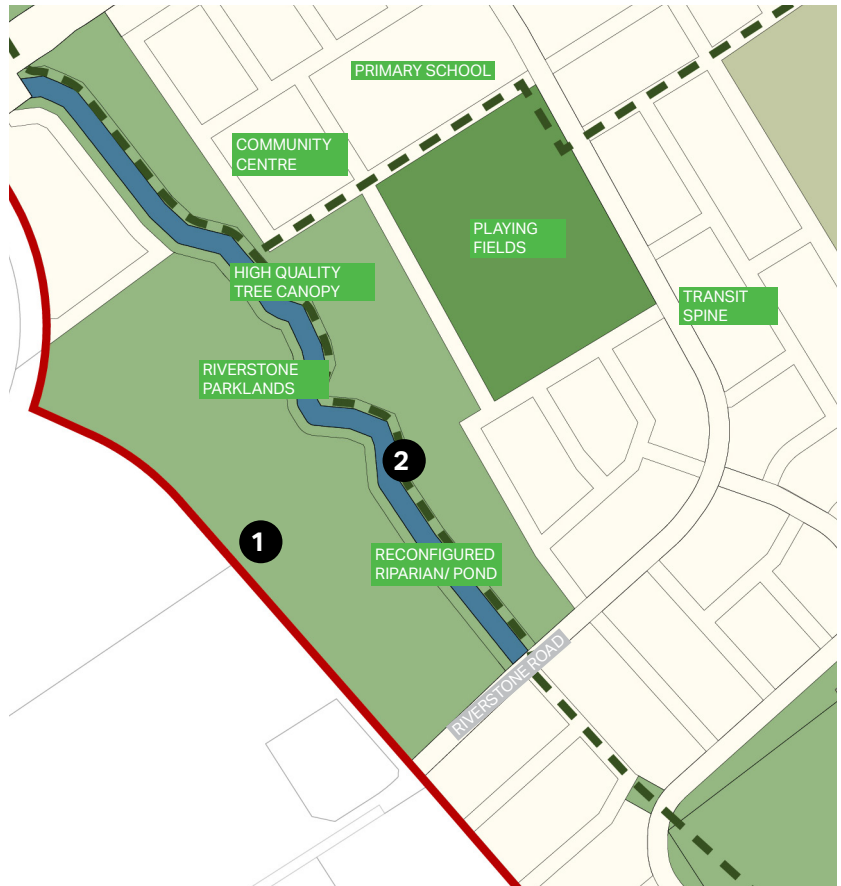 PRIMARY SCHOOL
COMMUNITY
CENTRE
PLAYING
FIELDS
HIGH QUALITY
TREE CANOPY
TRANSIT
SPINE
RIVERSTONE
PARKLANDS
2
1
RECONFIGURED
RIPARIAN/ POND
RIVERSTONE ROAD